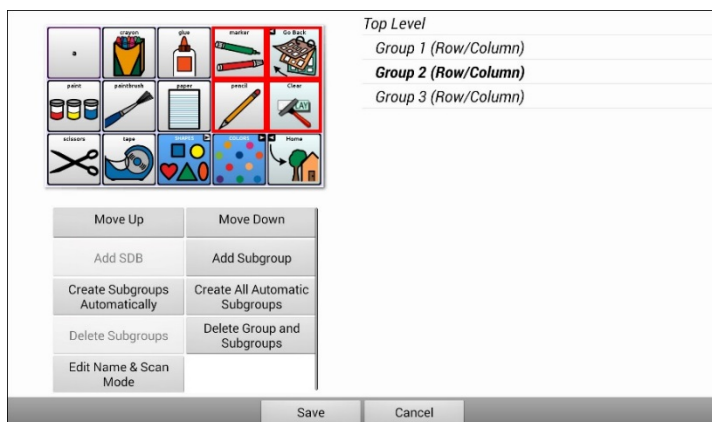 Top Level
Group 1 (Row/Column)
Group 2 (Row/Column)
Group 3 (Row/Column)
a
crayon
glue
marker
Go Back
paint
paintbrush
paper
pencil
Clear
scissors
tape
SHAPES
COLORS
Home
Move Up
Move Down
Add SDB
Add Subgroup
Create Subgroups
Automatically
Create All Automatic
Subgroups
Delete Subgroups
Delete Group and
Subgroups
Edit Name & Scan
Mode
Save
Cancel